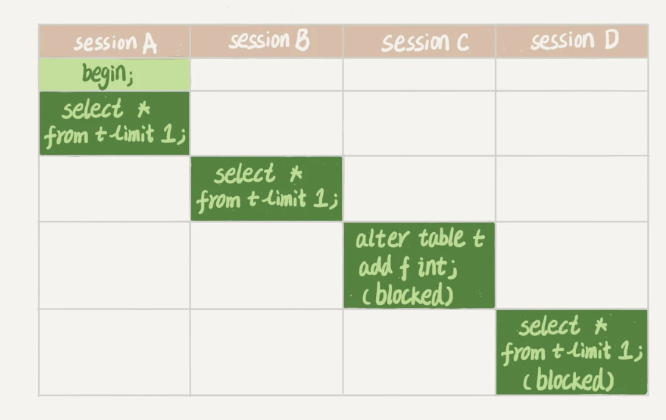 session A
session B
session C
session D
begin;
select *
from t limit 1;
select *
from t limit 1;
alter table t
add f int;
(blocked)
select *
from t limit 1;
(blocked)